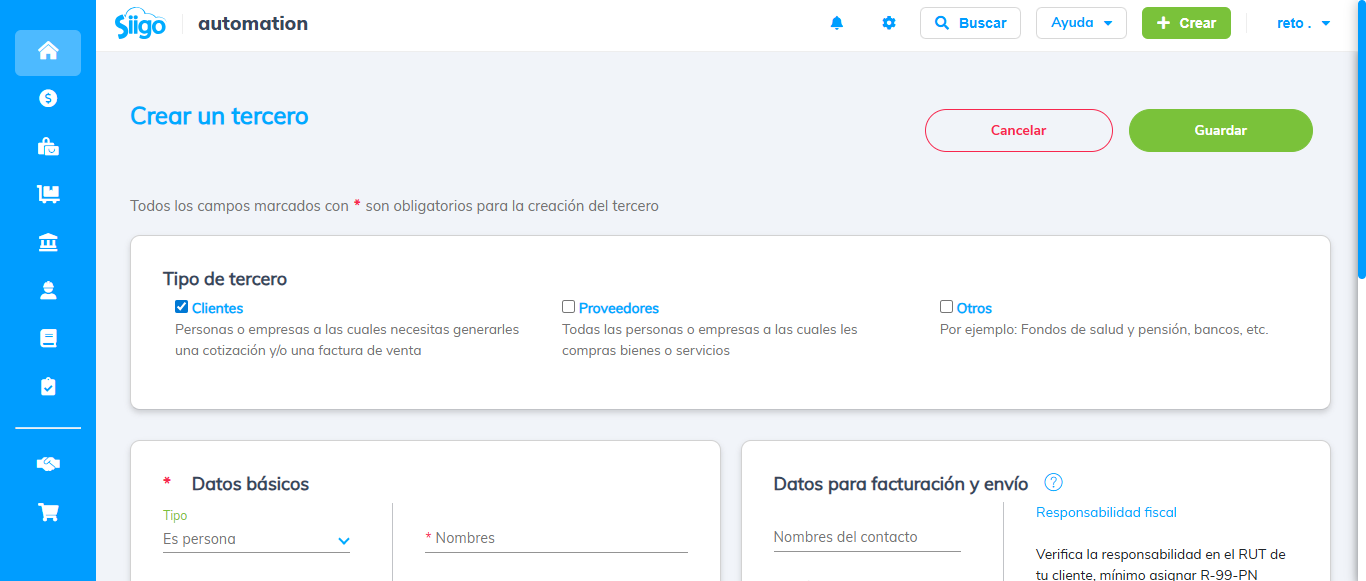 Siigo
automation
Buscar
Ayuda
Crear
reto .
Crear un tercero
Cancelar
Guardar
Todos los campos marcados con * son obligatorios para la creación del tercero
Tipo de tercero
Clientes
Personas o empresas a las cuales necesitas generarles
una cotización y/o una factura de venta
Proveedores
Todas las personas o empresas a las cuales les
compras bienes o servicios
Otros
Por ejemplo: Fondos de salud y pensión, bancos, etc.
* Datos básicos
Tipo
Es persona
* Nombres
Datos para facturación y envío ?
Nombres del contacto
Responsabilidad fiscal
Verifica la responsabilidad en el RUT de
tu cliente, mínimo asignar R-99-PN